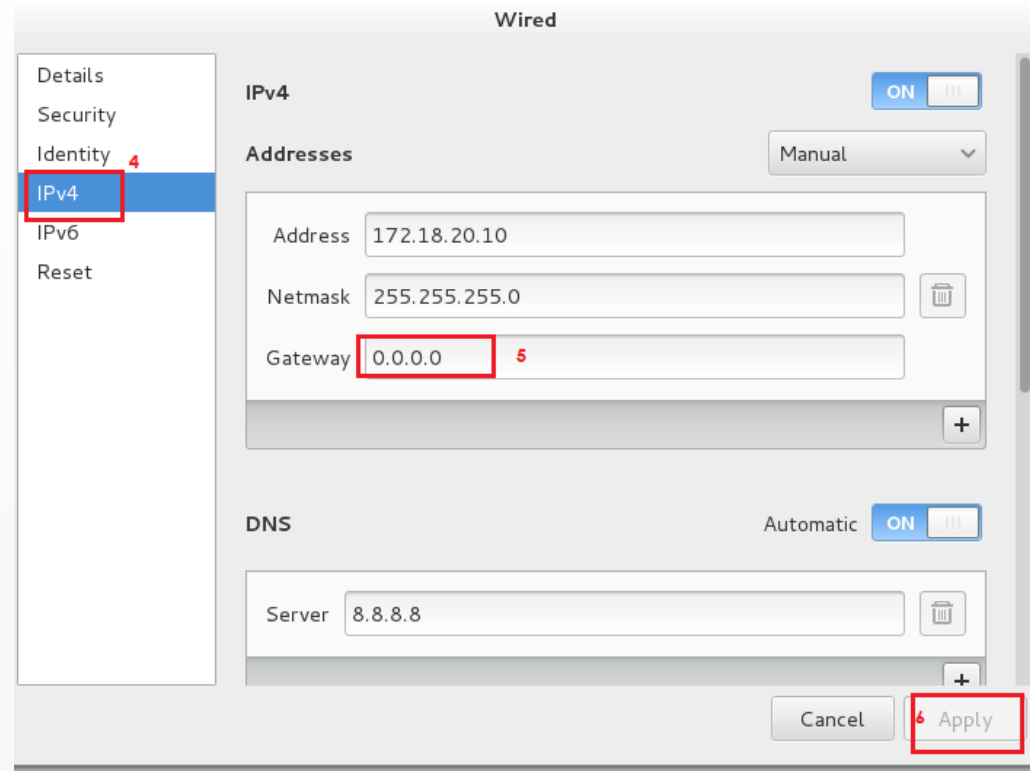 Wired
Details
Security
Identity 4
IPv4
IPv6
Reset
IPv4 ON
Addresses Manual
Address 172.18.20.10
Netmask 255.255.255.0
Gateway 0.0.0.0 5
+
DNS Automatic ON
Server 8.8.8.8
+
Cancel 6 Apply